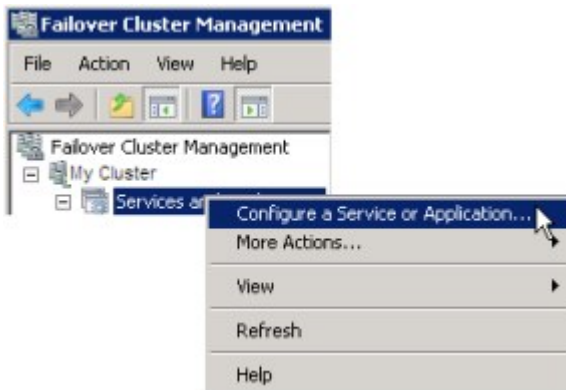 Failover Cluster Management
File Action View Help
Failover Cluster Management
My Cluster
Services
Configure a Service or Application...
More Actions...
View
Refresh
Help